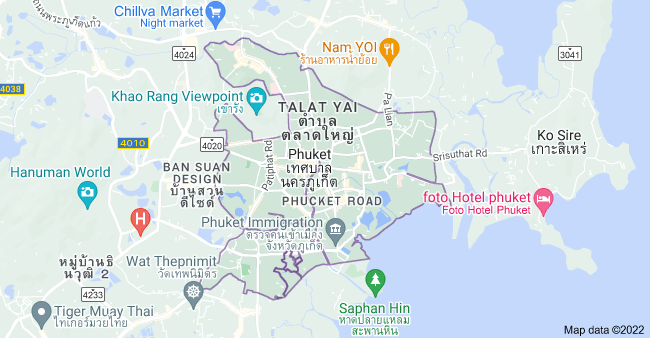 ถนนเทพกระษัตรี
Chillva Market
Night market
4024
Nam YOI
ร้านอาหารน้ำย้อย
3041
4038
Khao Rang Viewpoint
เขารัง
TALAT YAI
ตำบล
ตลาดใหญ่
Pa Lian
Ko Sire
เกาะสิเหร่
4010
4020
Patiphat Rd
Phuket
เทศบาล
นครภูเก็ต
Srisuthat Rd
Hanuman World
BAN SUAN
DESIGN
บ้านสวน
ดีไซด์
PHUCKET ROAD
foto Hotel phuket
Foto Hotel Phuket
H
Phuket Immigration
ตรวจคนเข้าเมือง
จังหวัดภูเก็ต
หมู่บ้านธิ
นวุฒิ 2
Wat Thepnimit
วัดเทพนิมิตร
4233
Tiger Muay Thai
ไทเกอร์มวยไทย
Saphan Hin
หาดปลายแหลม
สะพานหิน
Map data ©2022